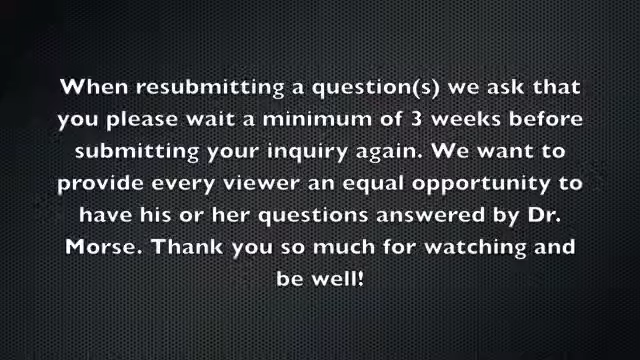 When resubmitting a question(s) we ask that
you please wait a minimum of 3 weeks before
submitting your inquiry again. We want to
provide every viewer an equal opportunity to
have his or her questions answered by Dr.
Morse. Thank you so much for watching and
be well!